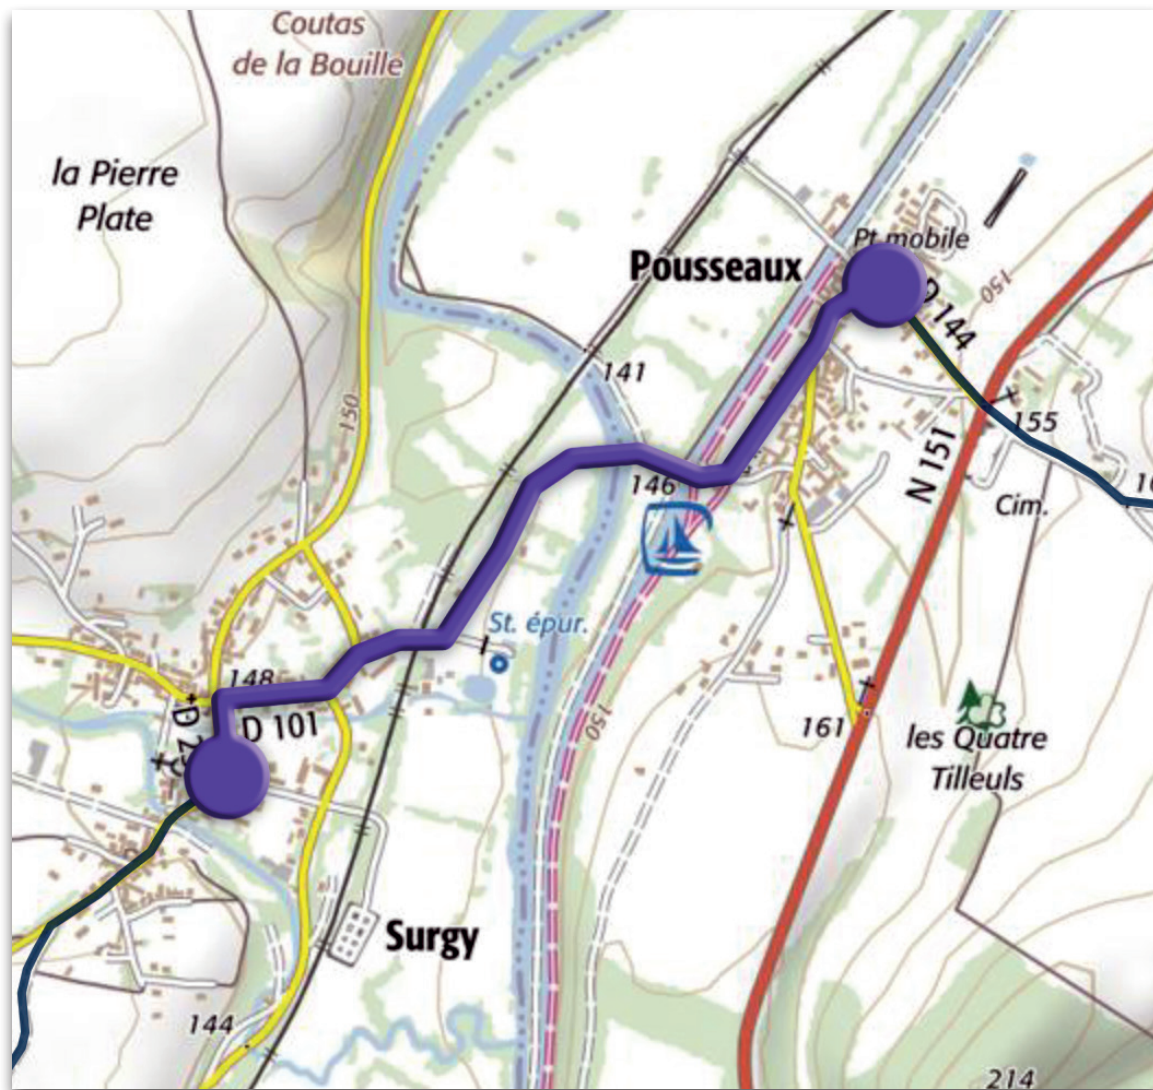 Coutas
de la Bouille
la Pierre
Plate
Pt mobile
Pousseaux
150
D 144
141
150
155
N 151
146
Cim.
St. épur.
148
D 101
150
161
les Quatre
Tilleuls
Surgy
144
214